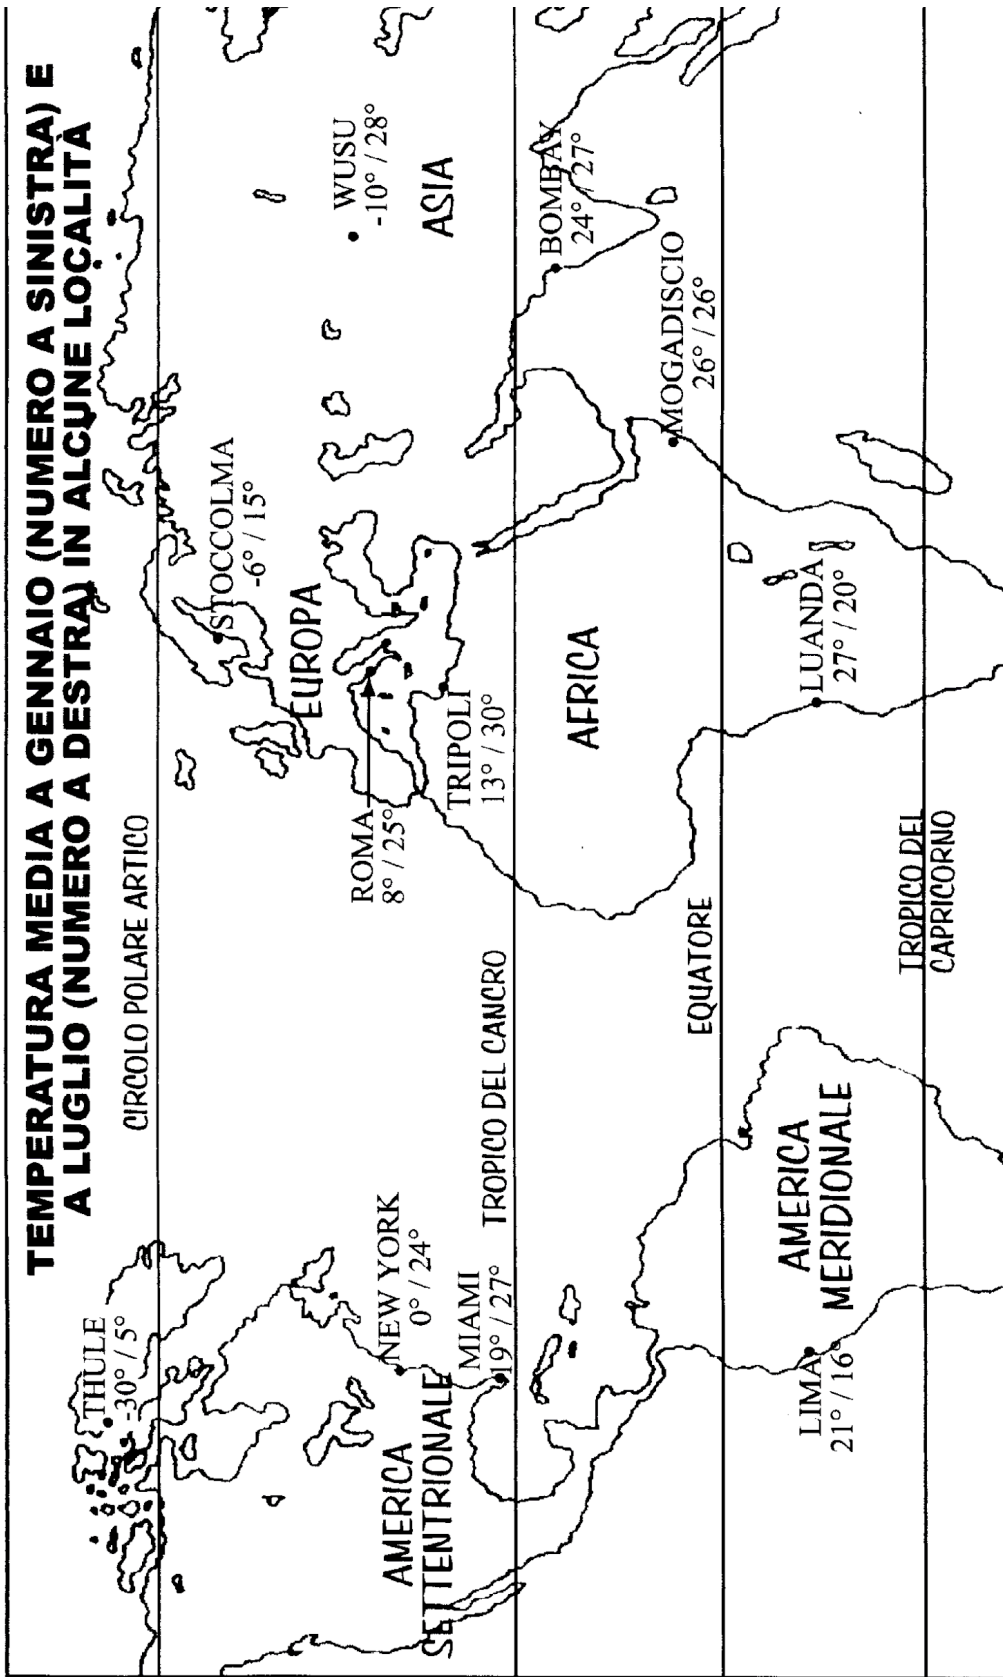 TEMPERATURA MEDIA A GENNAIO (NUMERO A SINISTRA) E
A LUGLIO (NUMERO A DESTRA) IN ALCUNE LOCALITÀ
THULE
-30° / 5°
CIRCOLO POLARE ARTICO
STOCCOLMA
-6° / 15°
EUROPA
WUSU
-10° / 28°
ASIA
ROMA
8° / 25°
NEW YORK
0° / 24°
AMERICA
SETTENTRIONALE
MIAMI
19° / 27°
TROPICO DEL CANCRO
TRIPOLI
13° / 30°
BOMBAY
24° / 27°
AFRICA
MOGADISCIO
26° / 26°
EQUATORE
AMERICA
MERIDIONALE
LIMA
21° / 16°
LUANDA
27° / 20°
TROPICO DEL
CAPRICORNO